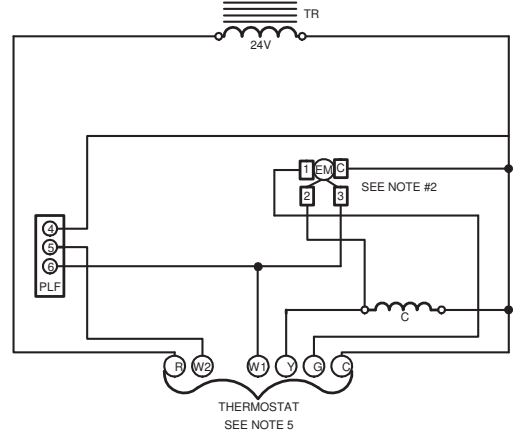 TR
24V
1 EM C
SEE NOTE #2
2 3
4
5
6
PLF
C
R W2 W1 Y G C
THERMOSTAT
SEE NOTE 5